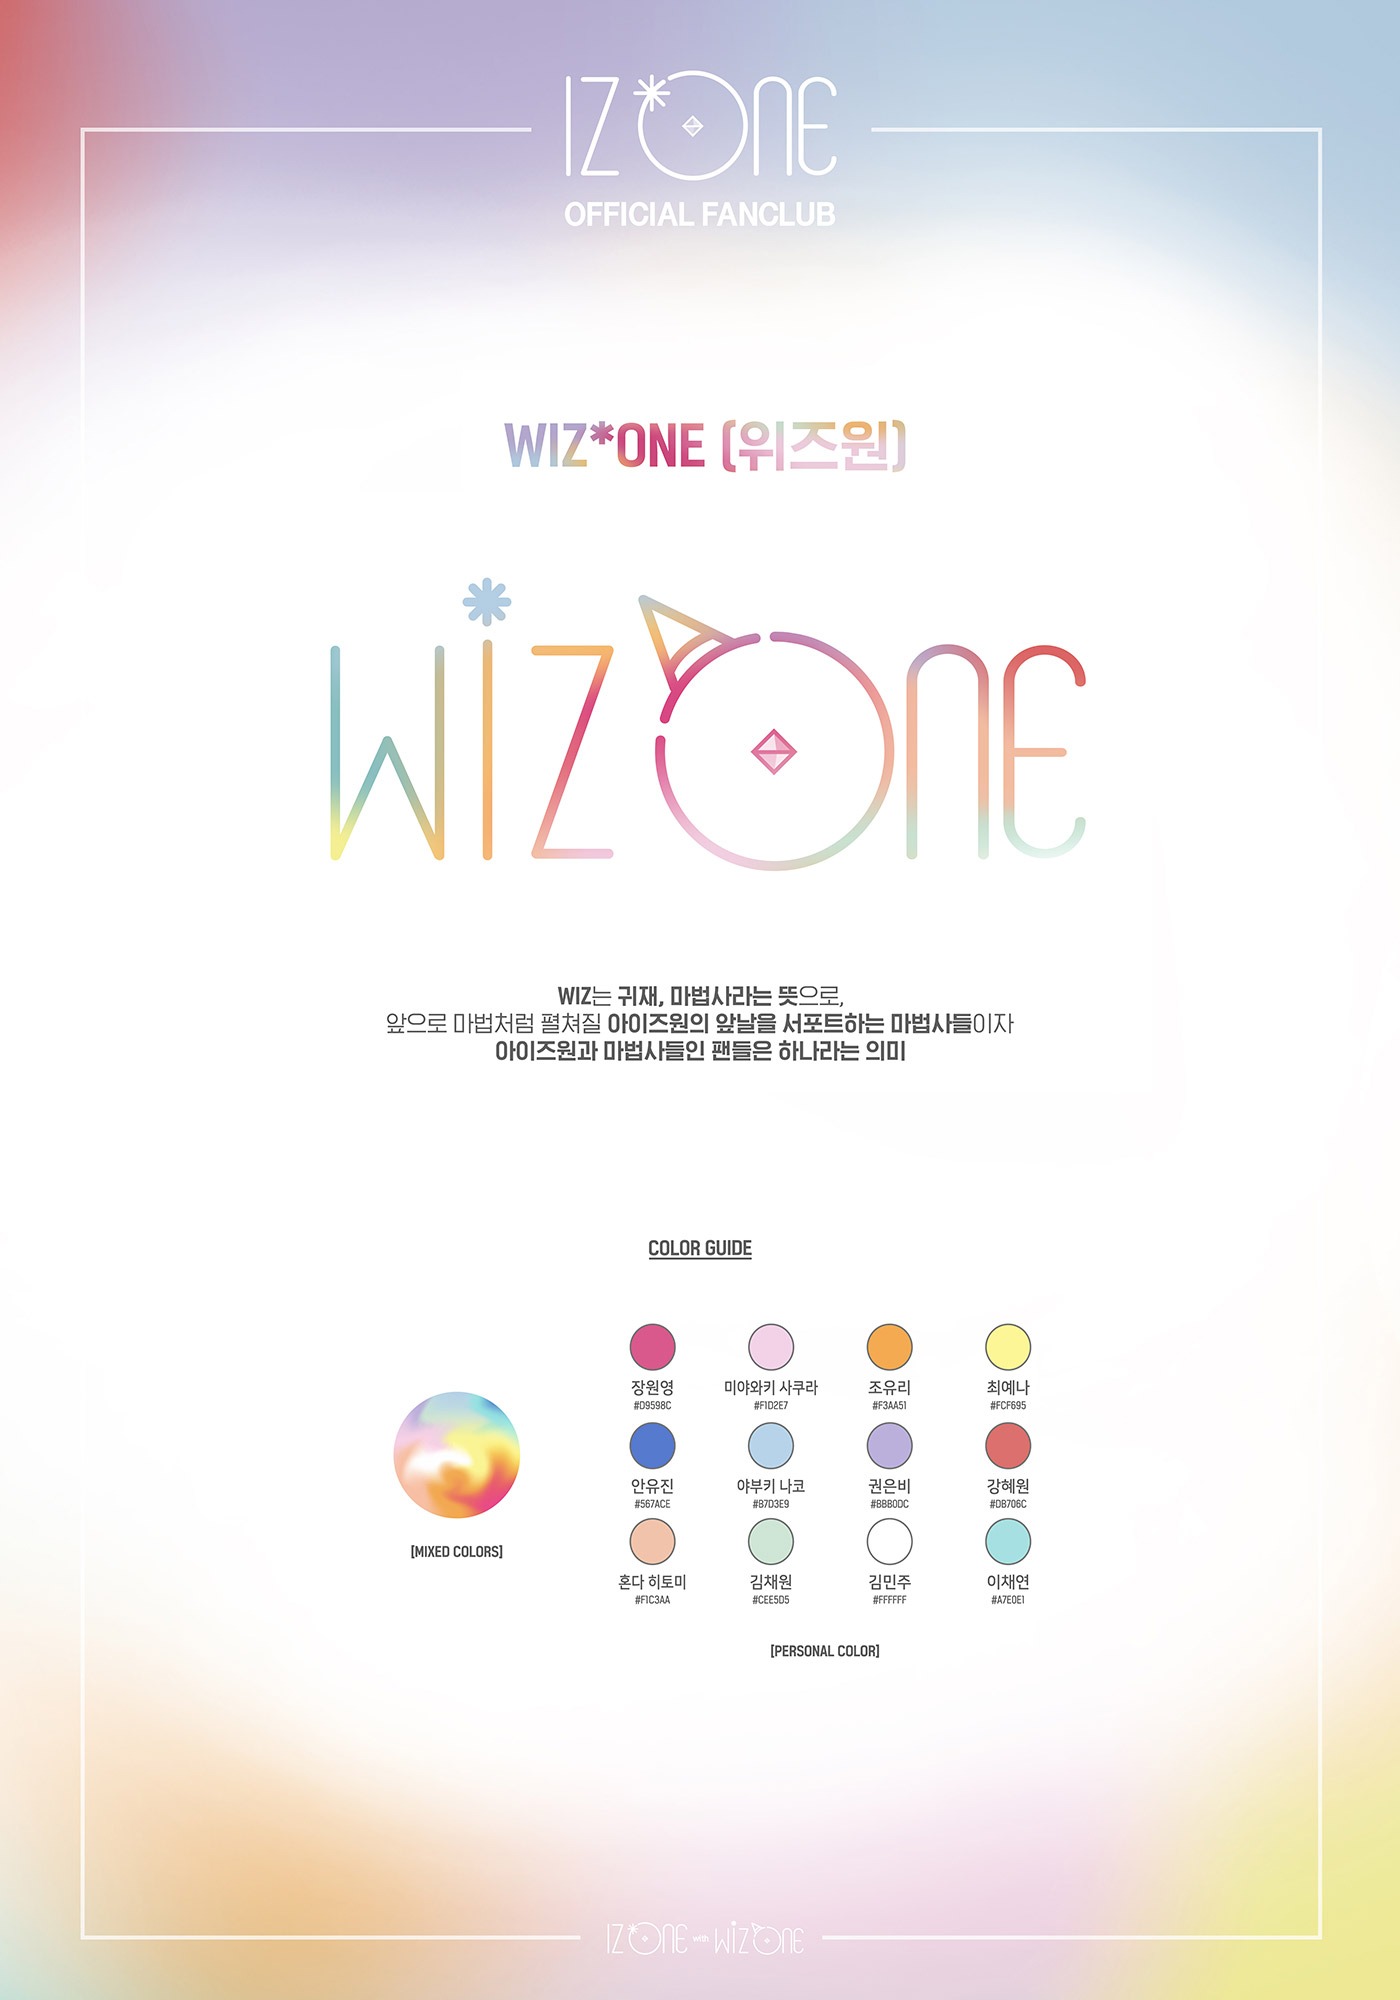 IZ*ONE
OFFICIAL FANCLUB
WIZ*ONE (위즈원)
WIZONE
WIZ는 귀재, 마법사라는 뜻으로,
앞으로 마법처럼 펼쳐질 아이즈원의 앞날을 서포트하는 마법사들이자
아이즈원과 마법사들인 팬들은 하나라는 의미
COLOR GUIDE
장원영 미야와키 사쿠라 조유리 최예나
#D9598C #F1D2E7 #F3AA51 #FCF695
안유진 야부키 나코 권은비 강혜원
#567ACE #B7D3E9 #BBB0DC #DB706C
혼다 히토미 김채원 김민주 이채연
#F1C3AA #CEE5D5 #FFFFFF #A7E0E1
[MIXED COLORS]
[PERSONAL COLOR]
IZ*ONE with WIZONE